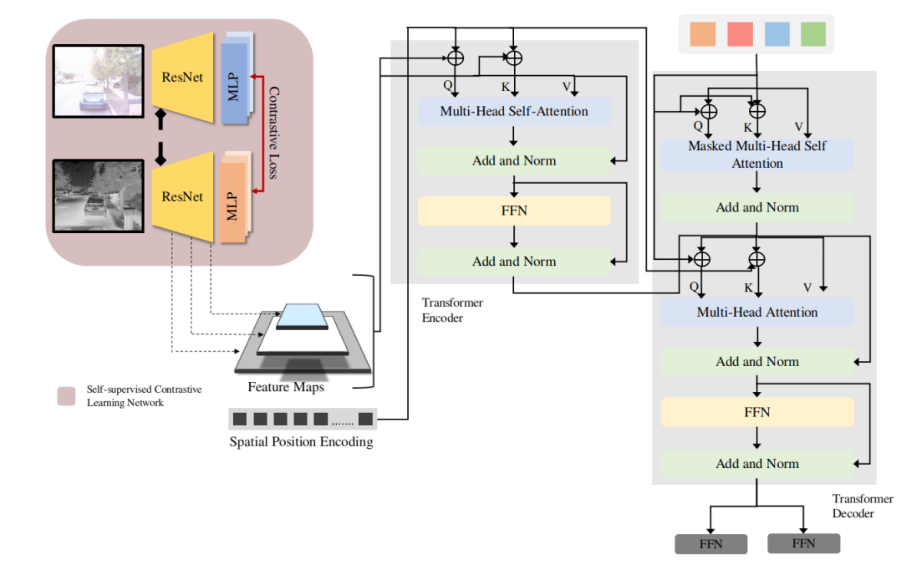 ResNet
MLP
Contrastive Loss
ResNet
MLP
Feature Maps
Self-supervised Contrastive
Learning Network
.......
Spatial Position Encoding
Q
K
V
Multi-Head Self-Attention
Add and Norm
FFN
Add and Norm
Transformer
Encoder
Q
K
V
Masked Multi-Head Self
Attention
Add and Norm
Q
K
V
Multi-Head Attention
Add and Norm
FFN
Add and Norm
Transformer
Decoder
FFN
FFN